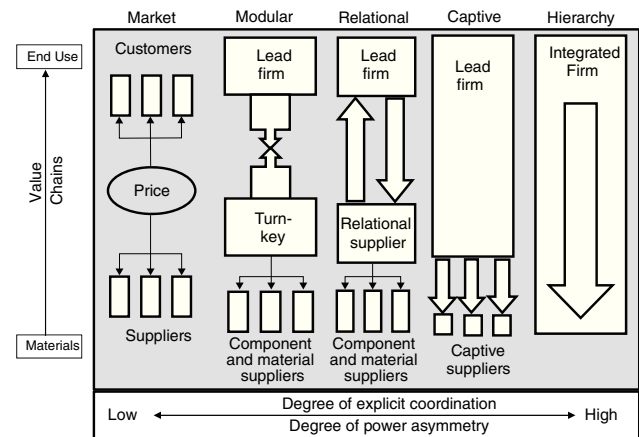 Market
Modular
Relational
Captive
Hierarchy
End Use
Value
Chains
Materials
Customers
Price
Suppliers
Lead
firm
Turn-
key
Component
and material
suppliers
Lead
firm
Relational
supplier
Component
and material
suppliers
Lead
firm
Captive
suppliers
Integrated
Firm
Low
Degree of explicit coordination
Degree of power asymmetry
High